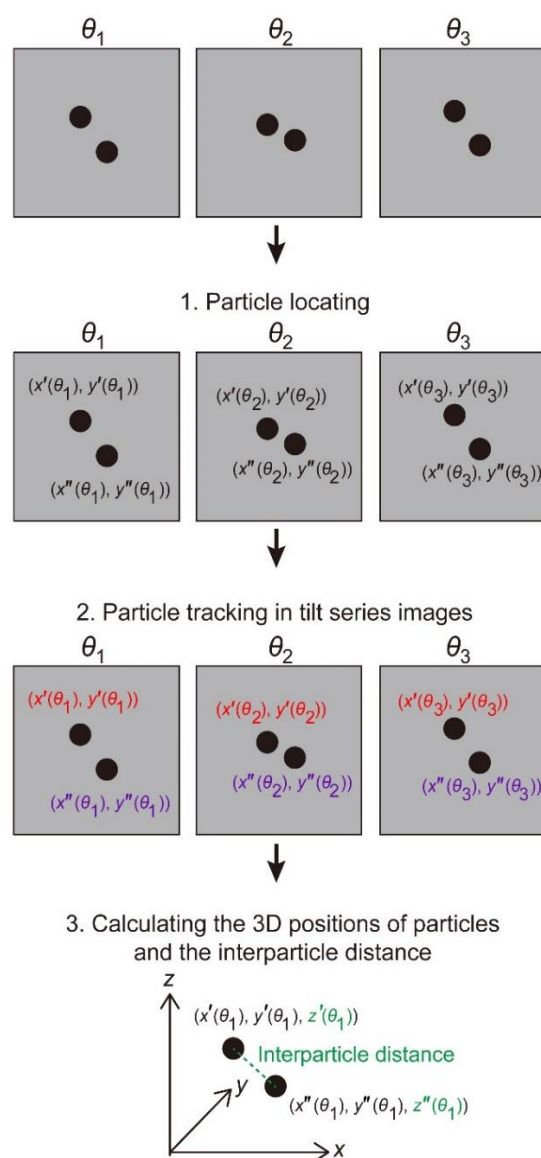 θ1 θ2 θ3
1. Particle locating
θ1 θ2 θ3
(x′(θ1), y′(θ1)) (x′(θ2), y′(θ2)) (x′(θ3), y′(θ3))
(x″(θ1), y″(θ1)) (x″(θ2), y″(θ2)) (x″(θ3), y″(θ3))
2. Particle tracking in tilt series images
θ1 θ2 θ3
(x′(θ1), y′(θ1)) (x′(θ2), y′(θ2)) (x′(θ3), y′(θ3))
(x″(θ1), y″(θ1)) (x″(θ2), y″(θ2)) (x″(θ3), y″(θ3))
3. Calculating the 3D positions of particles
and the interparticle distance
z
(x′(θ1), y′(θ1), z′(θ1))
Interparticle distance
y
(x″(θ1), y″(θ1), z″(θ1))
x